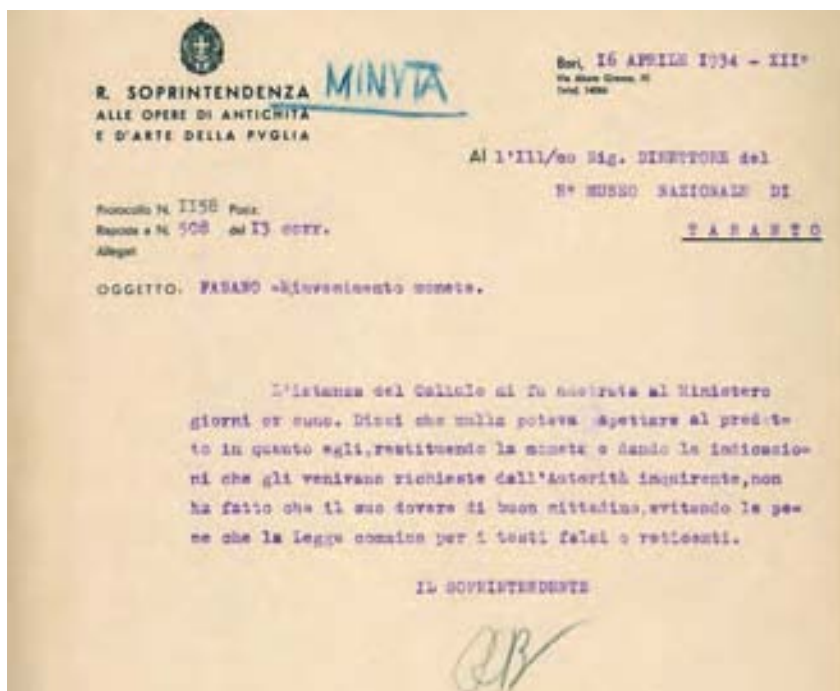 MINVTA
R. SOPRINTENDENZA
ALLE OPERE DI ANTICHITÀ
E D'ARTE DELLA PVGLIA
Bari, 16 APRILE 1934 - XII°
Al l'Ill/mo Sig. DIRETTORE del
R° MUSEO NAZIONALE DI
TARANTO
Protocollo N. 1158 Posiz.
Risposta a N. 508 del 13 corr.
Allegati
OGGETTO: FASANO -Rinvenimento monete.
L'istanza del mi fu mostrata al Ministero
giorni or sono. Dissi che nulla poteva spettare al predet=
to in quanto egli,restituendo le monete e dando le indicazio=
ni che gli venivano richieste dall'Autorità inquirente,non
ha fatto che il suo dovere di buon cittadino,evitando le pe=
ne che la Legge commina per i testi falsi o reticenti.
IL SOPRINTENDENTE